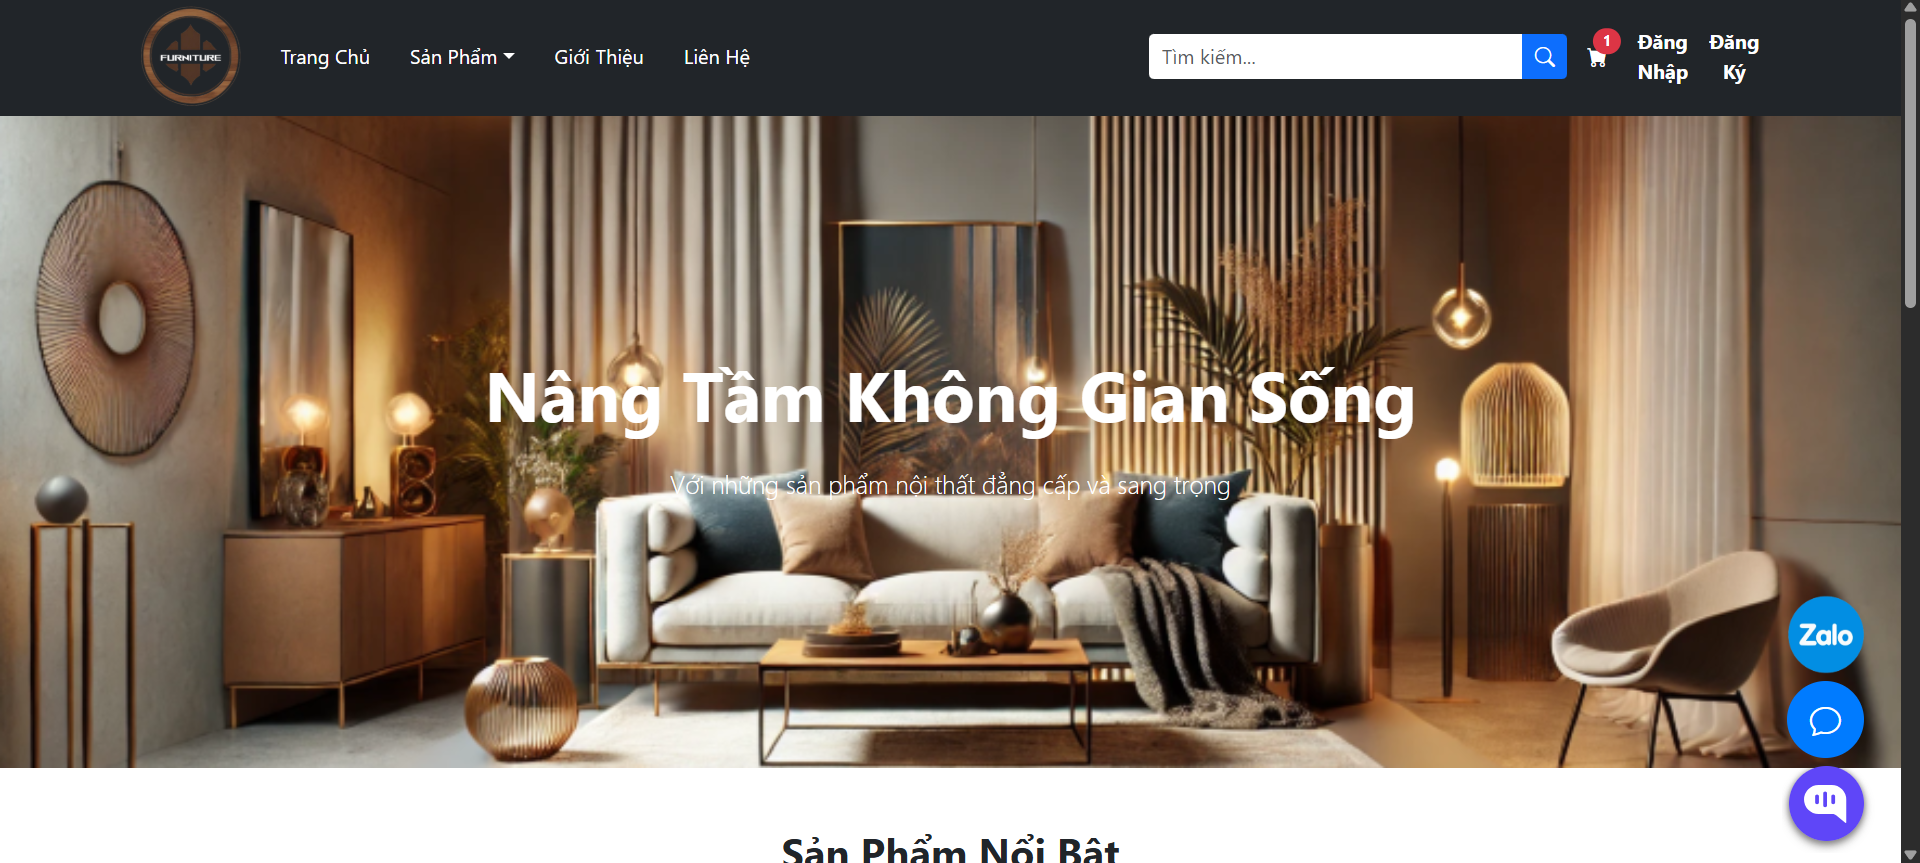 FURNITURE
Trang Chủ
Sản Phẩm
Giới Thiệu
Liên Hệ
Tìm kiếm...
1
Đăng
Nhập
Đăng
Ký
Nâng Tầm Không Gian Sống
Với những sản phẩm nội thất đẳng cấp và sang trọng
Zalo
Sản Phẩm Nổi Bật